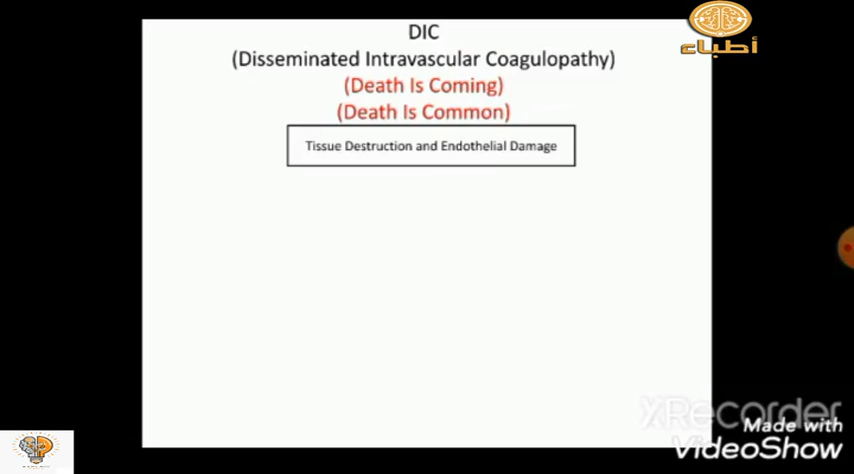 DIC
أطباء
(Disseminated Intravascular Coagulopathy)
(Death Is Coming)
(Death Is Common)
Tissue Destruction and Endothelial Damage
XRecorder
Made with
VideoShow